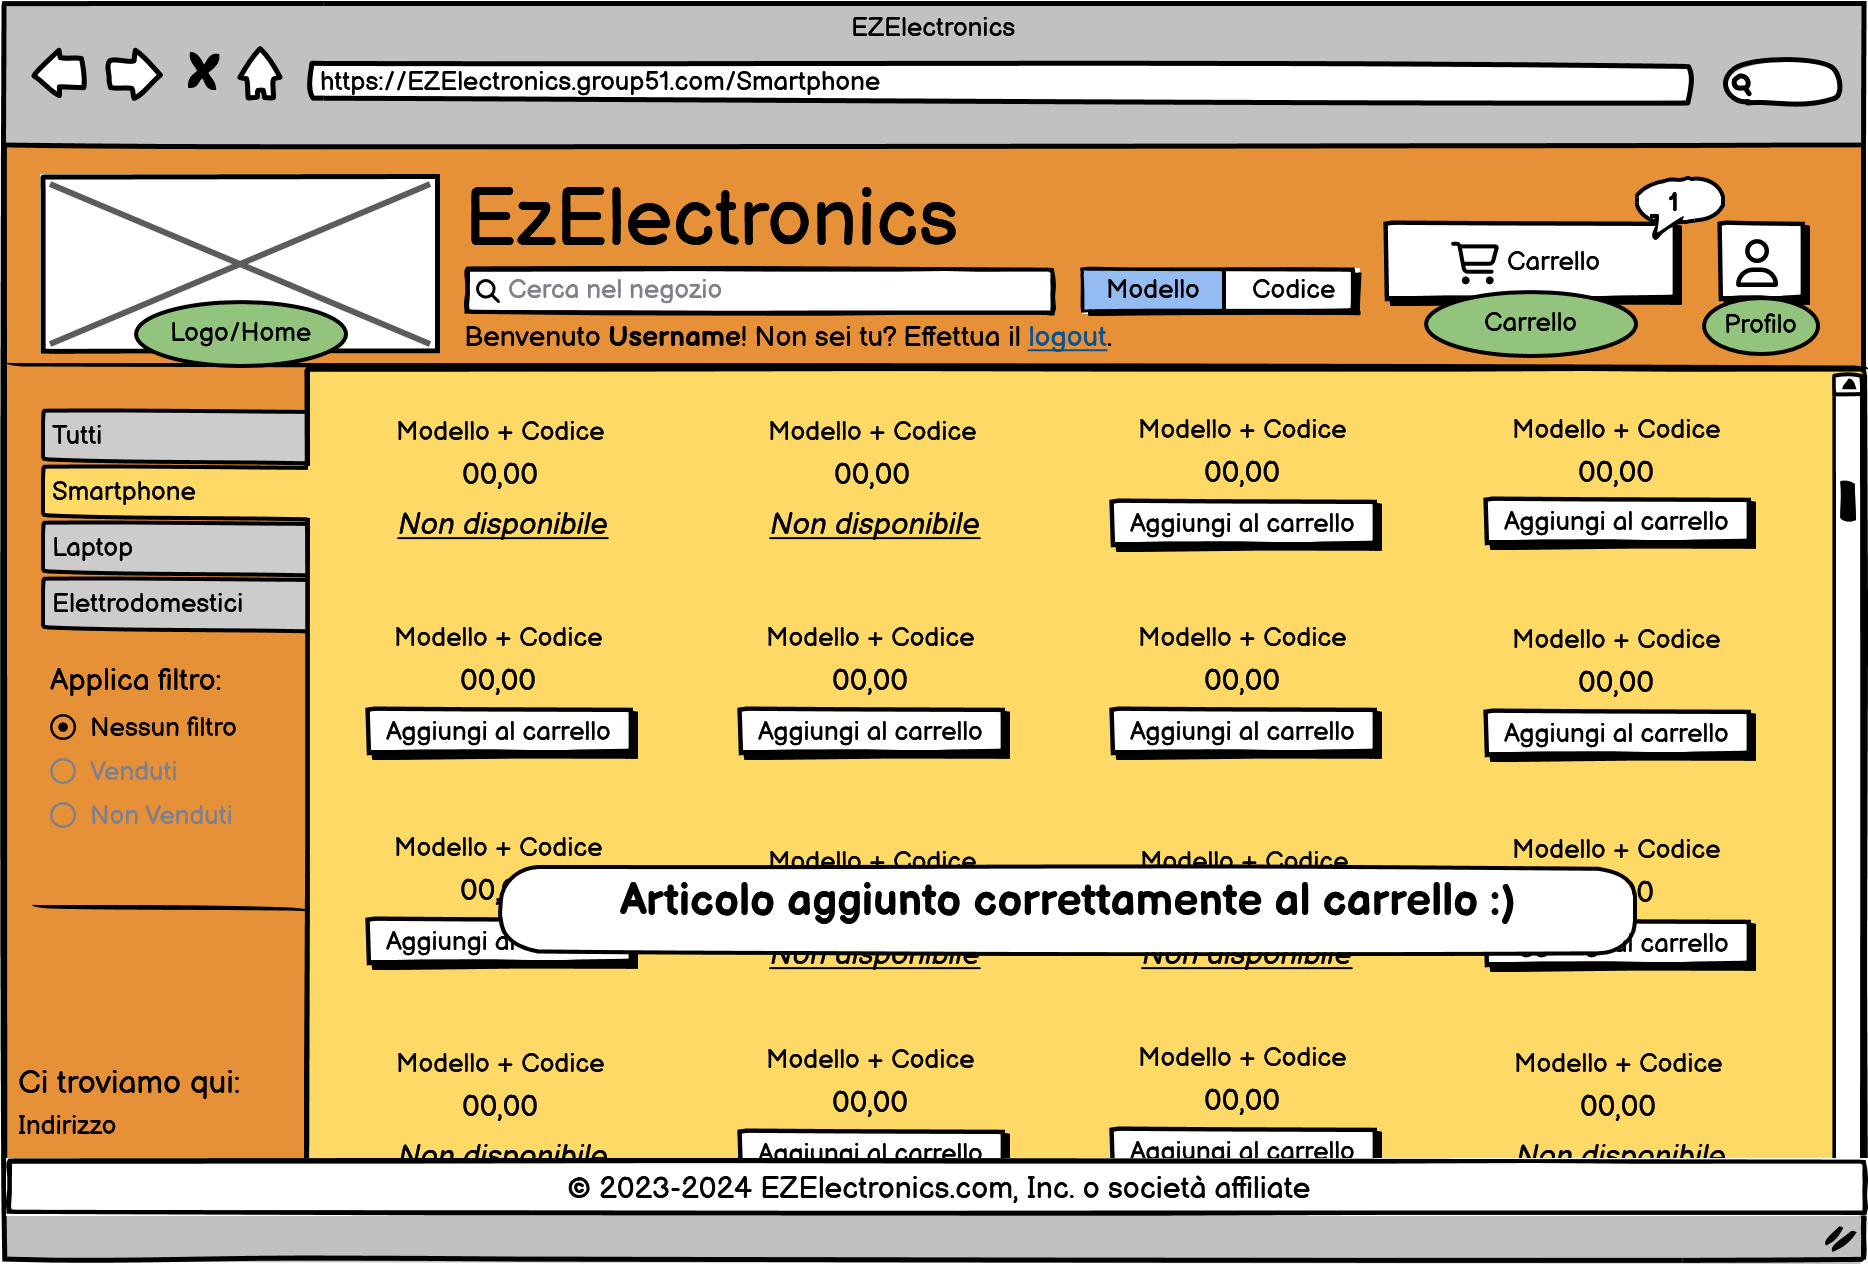 EZElectronics
https://EZElectronics.group51.com/Smartphone
EzElectronics
1
Carrello
Cerca nel negozio
Modello Codice
Logo/Home
Benvenuto Username! Non sei tu? Effettua il logout.
Carrello
Profilo
Tutti
Smartphone
Laptop
Elettrodomestici
Applica filtro:
Nessun filtro
Venduti
Non Venduti
Ci troviamo qui:
Indirizzo
Modello + Codice Modello + Codice Modello + Codice Modello + Codice
00,00 00,00 00,00 00,00
Non disponibile Non disponibile Aggiungi al carrello Aggiungi al carrello
Modello + Codice Modello + Codice Modello + Codice Modello + Codice
00,00 00,00 00,00 00,00
Aggiungi al carrello Aggiungi al carrello Aggiungi al carrello Aggiungi al carrello
Modello + Codice Modello + Codice Modello + Codice Modello + Codice
00, 0
Articolo aggiunto correttamente al carrello :)
Aggiungi Non disponibile Non disponibile al carrello
Modello + Codice Modello + Codice Modello + Codice Modello + Codice
00,00 00,00 00,00 00,00
Non disponibile Aggiungi al carrello Aggiungi al carrello Non disponibile
© 2023-2024 EZElectronics.com, Inc. o società affiliate